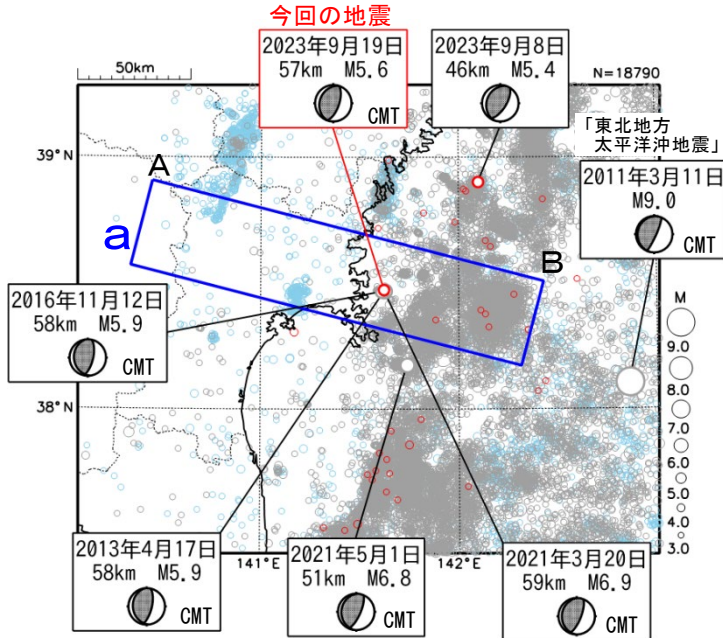 今回の地震
2023年9月19日
57km M5.6
CMT
2023年9月8日
46km M5.4
CMT
50km
N=18790
「東北地方
太平洋沖地震」
2011年3月11日
M9.0
CMT
39°N
A
a
B
2016年11月12日
58km M5.9
CMT
M
9.0
8.0
7.0
6.0
5.0
4.0
3.0
38°N
141°E
142°E
2013年4月17日
58km M5.9
CMT
2021年5月1日
51km M6.8
CMT
2021年3月20日
59km M6.9
CMT